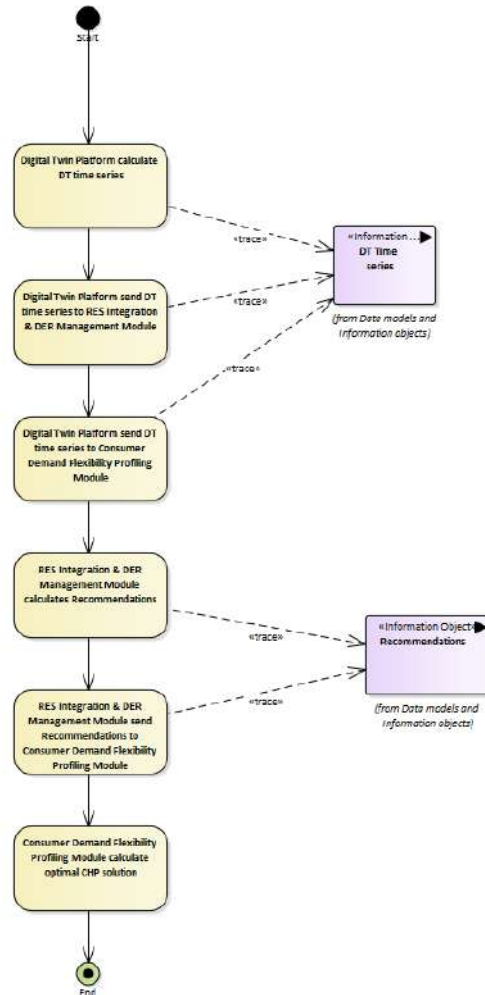 Start
Digital Twin Platform calculate
DT time series
«trace»
«Information ...
DT Time
series
(from Data models and
Information objects)
Digital Twin Platform send DT
time series to RES Integration
& DER Management Module
«trace»
«trace»
Digital Twin Platform send DT
time series to Consumer
Demand Flexibility Profiling
Module
RES Integration & DER
Management Module
calculates Recommendations
«trace»
«Information Object»
Recommendations
(from Data models and
Information objects)
RES Integration & DER
Management Module send
Recommendations to
Consumer Demand Flexibility
Profiling Module
«trace»
Consumer Demand Flexibility
Profiling Module calculate
optimal CHP solution
End